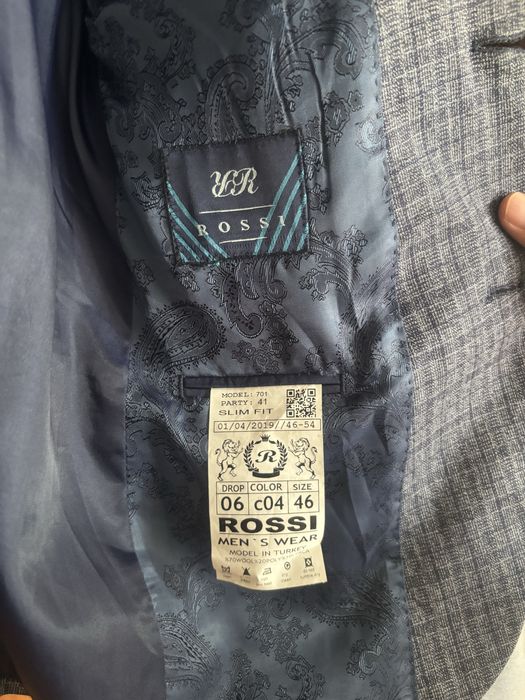 R
ROSSI
MODEL: 701
PARTY: 41
SLIM FIT
01/04/2019//46-54
R
DROP COLOR SIZE
06 c04 46
ROSSI
MEN`S WEAR
MODEL IN TURKEY